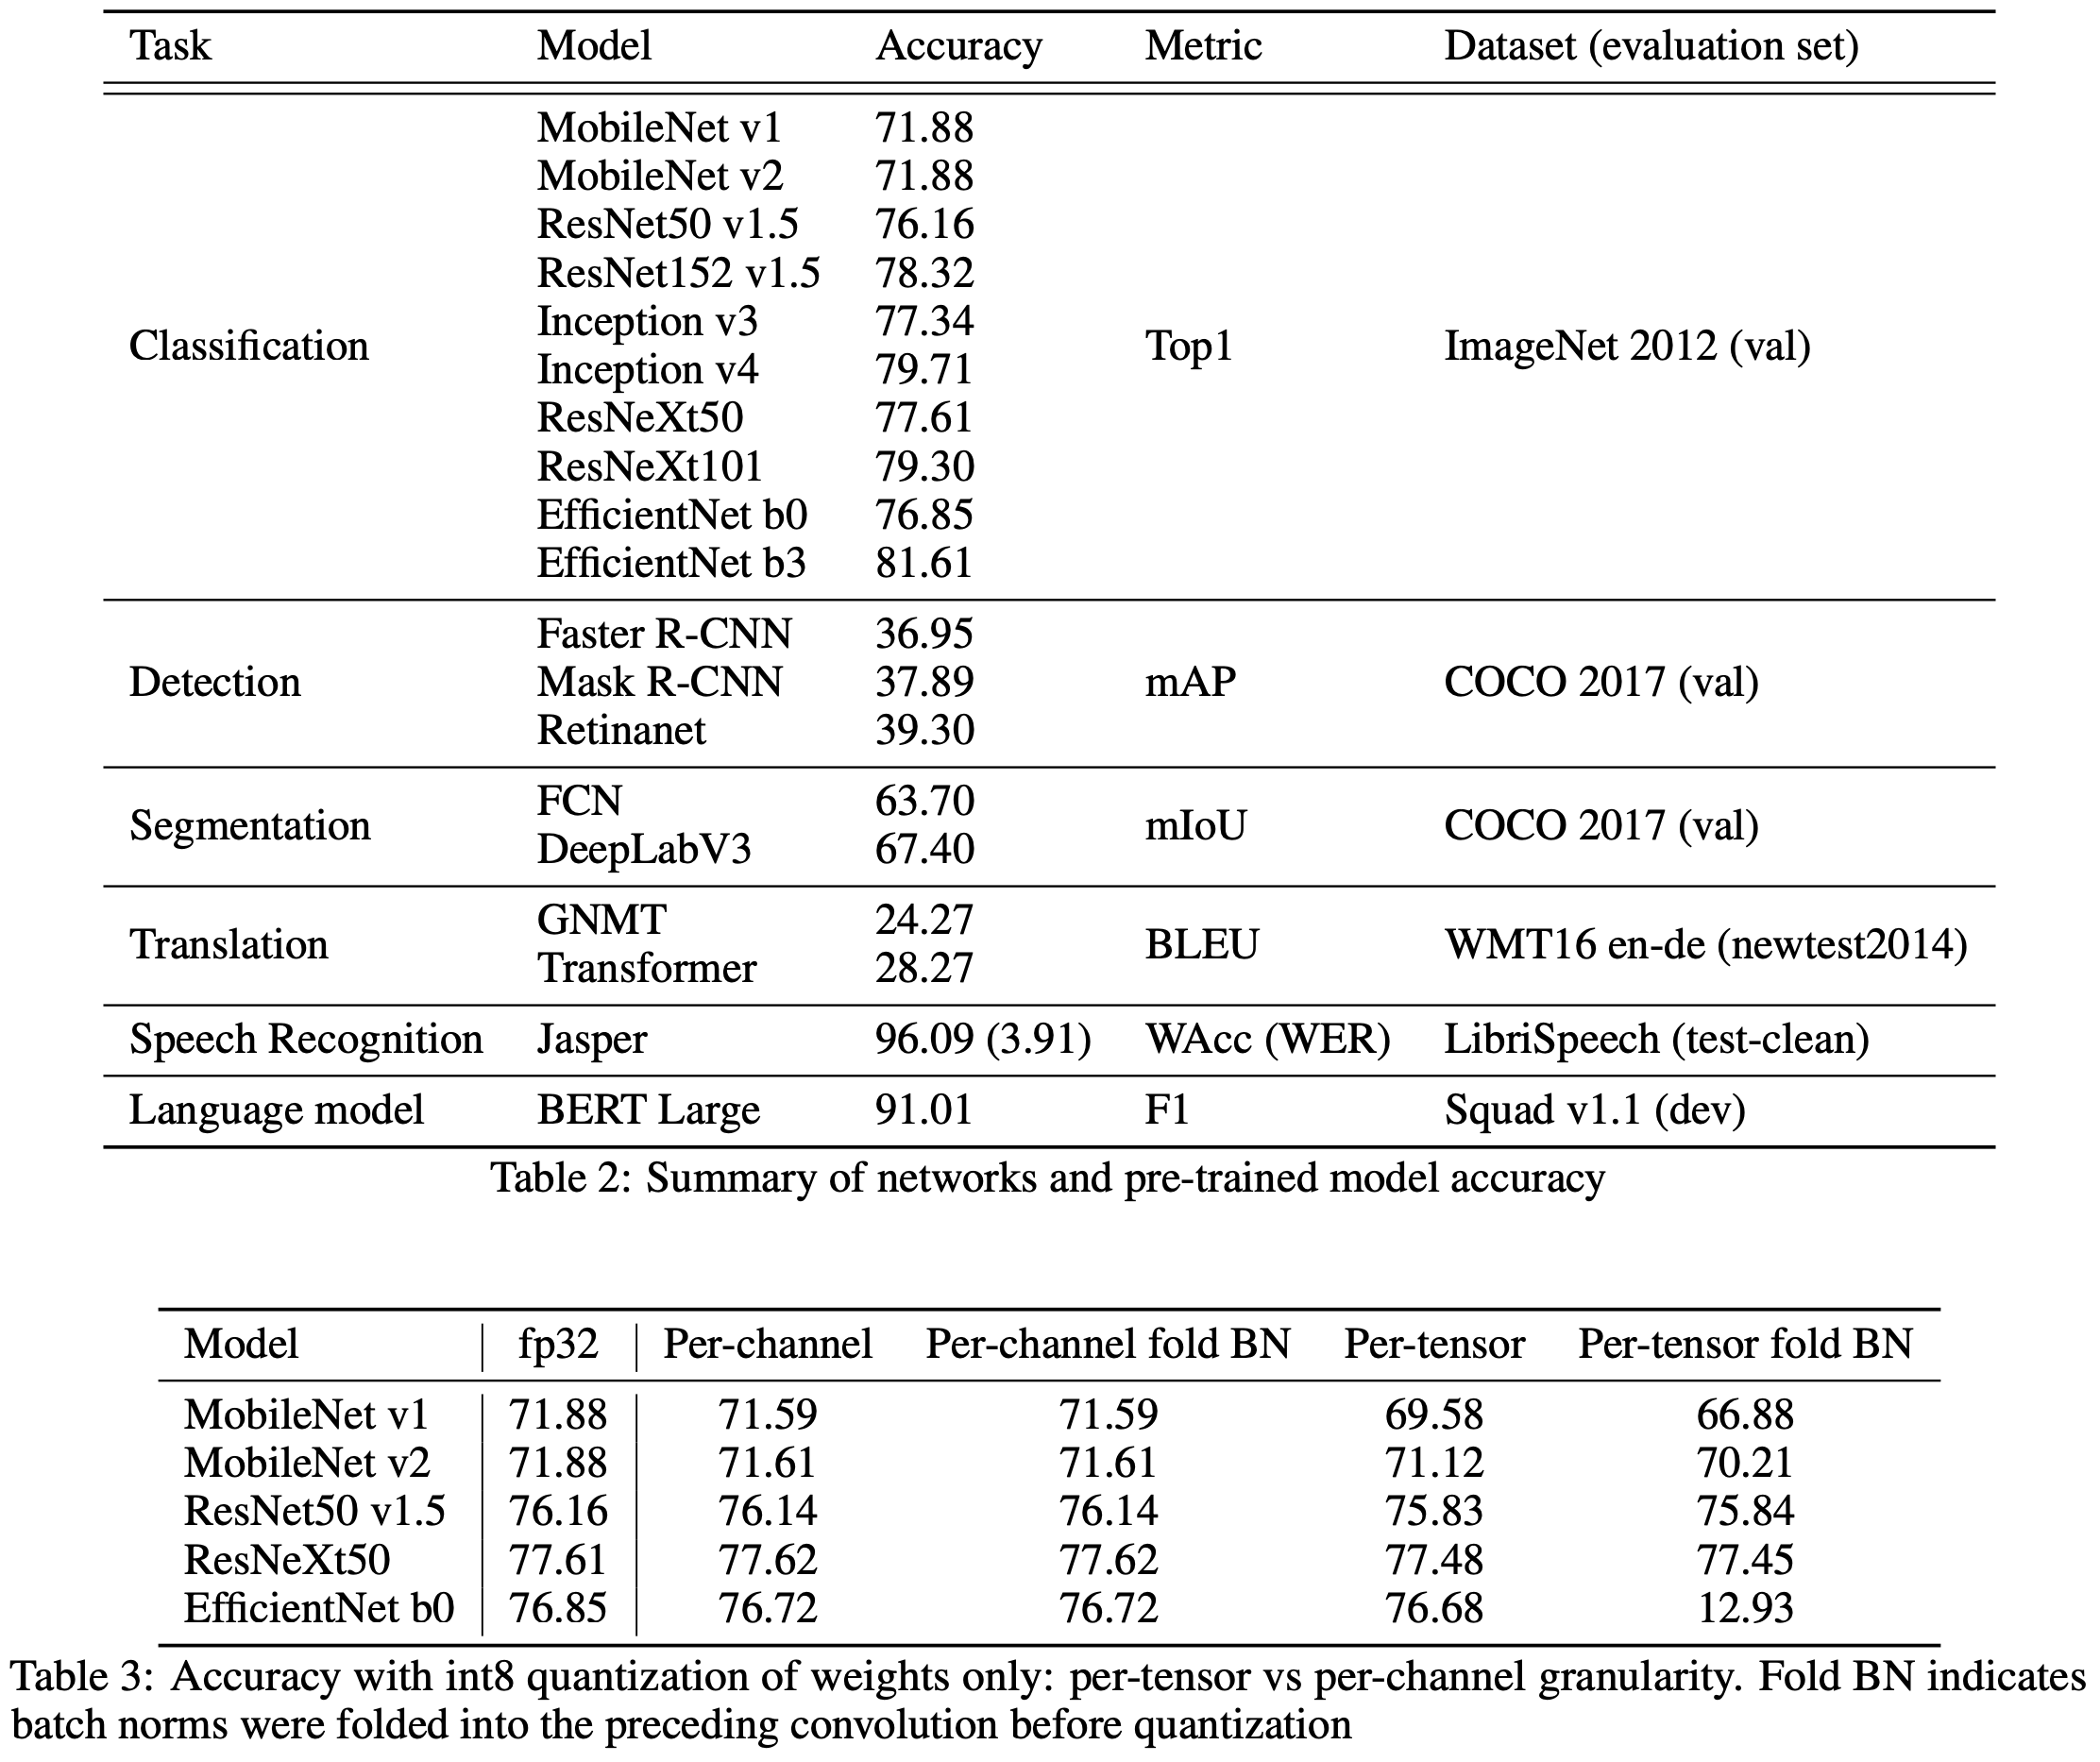 Task Model Accuracy Metric Dataset (evaluation set)
MobileNet v1 71.88
MobileNet v2 71.88
ResNet50 v1.5 76.16
ResNet152 v1.5 78.32
Inception v3 77.34
Classification Top1 ImageNet 2012 (val)
Inception v4 79.71
ResNeXt50 77.61
ResNeXt101 79.30
EfficientNet b0 76.85
EfficientNet b3 81.61
Faster R-CNN 36.95
Detection Mask R-CNN 37.89 mAP COCO 2017 (val)
Retinanet 39.30
FCN 63.70
Segmentation mIoU COCO 2017 (val)
DeepLabV3 67.40
GNMT 24.27
Translation BLEU WMT16 en-de (newtest2014)
Transformer 28.27
Speech Recognition Jasper 96.09 (3.91) WAcc (WER) LibriSpeech (test-clean)
Language model BERT Large 91.01 F1 Squad v1.1 (dev)
Table 2: Summary of networks and pre-trained model accuracy
Model fp32 Per-channel Per-channel fold BN Per-tensor Per-tensor fold BN
MobileNet v1 71.88 71.59 71.59 69.58 66.88
MobileNet v2 71.88 71.61 71.61 71.12 70.21
ResNet50 v1.5 76.16 76.14 76.14 75.83 75.84
ResNeXt50 77.61 77.62 77.62 77.48 77.45
EfficientNet b0 76.85 76.72 76.72 76.68 12.93
Table 3: Accuracy with int8 quantization of weights only: per-tensor vs per-channel granularity. Fold BN indicates
batch norms were folded into the preceding convolution before quantization